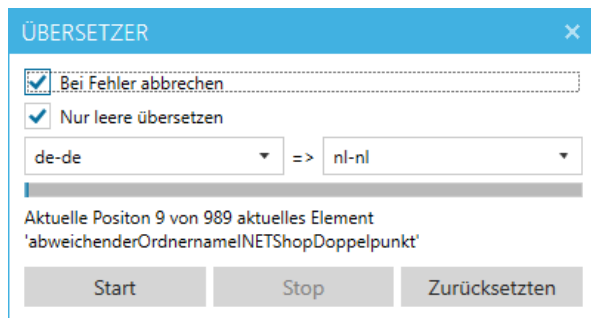 ÜBERSETZER
Bei Fehler abbrechen
Nur leere übersetzen
de-de => nl-nl
Aktuelle Positon 9 von 989 aktuelles Element
'abweichenderOrdnernameINETShopDoppelpunkt'
Start Stop Zurücksetzten